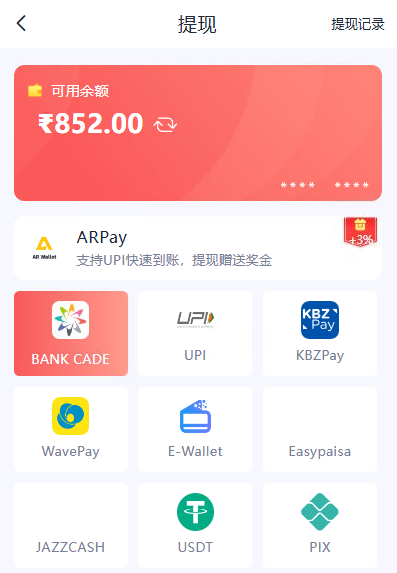 提现
提现记录
可用余额
₹852.00
**** ****
ARPay
+3%
AR Wallet
支持UPI快速到账，提现赠送奖金
BANK CADE
UPI
UPI
KBZ
Pay
KBZPay
WavePay
E-Wallet
Easypaisa
JAZZCASH
USDT
PIX